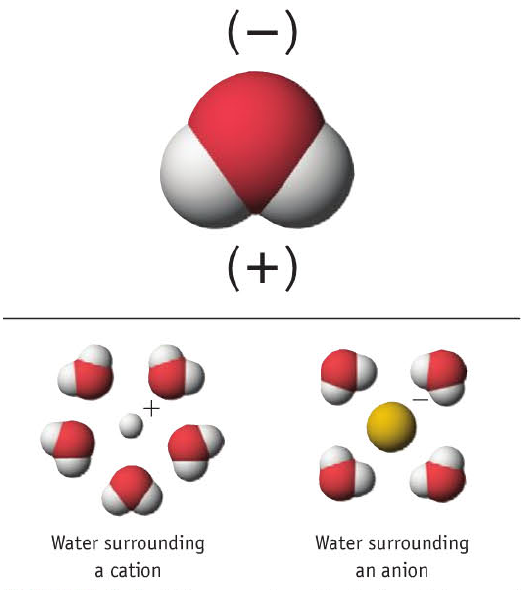 (−)
(+)
+
−
Water surrounding
a cation
Water surrounding
an anion